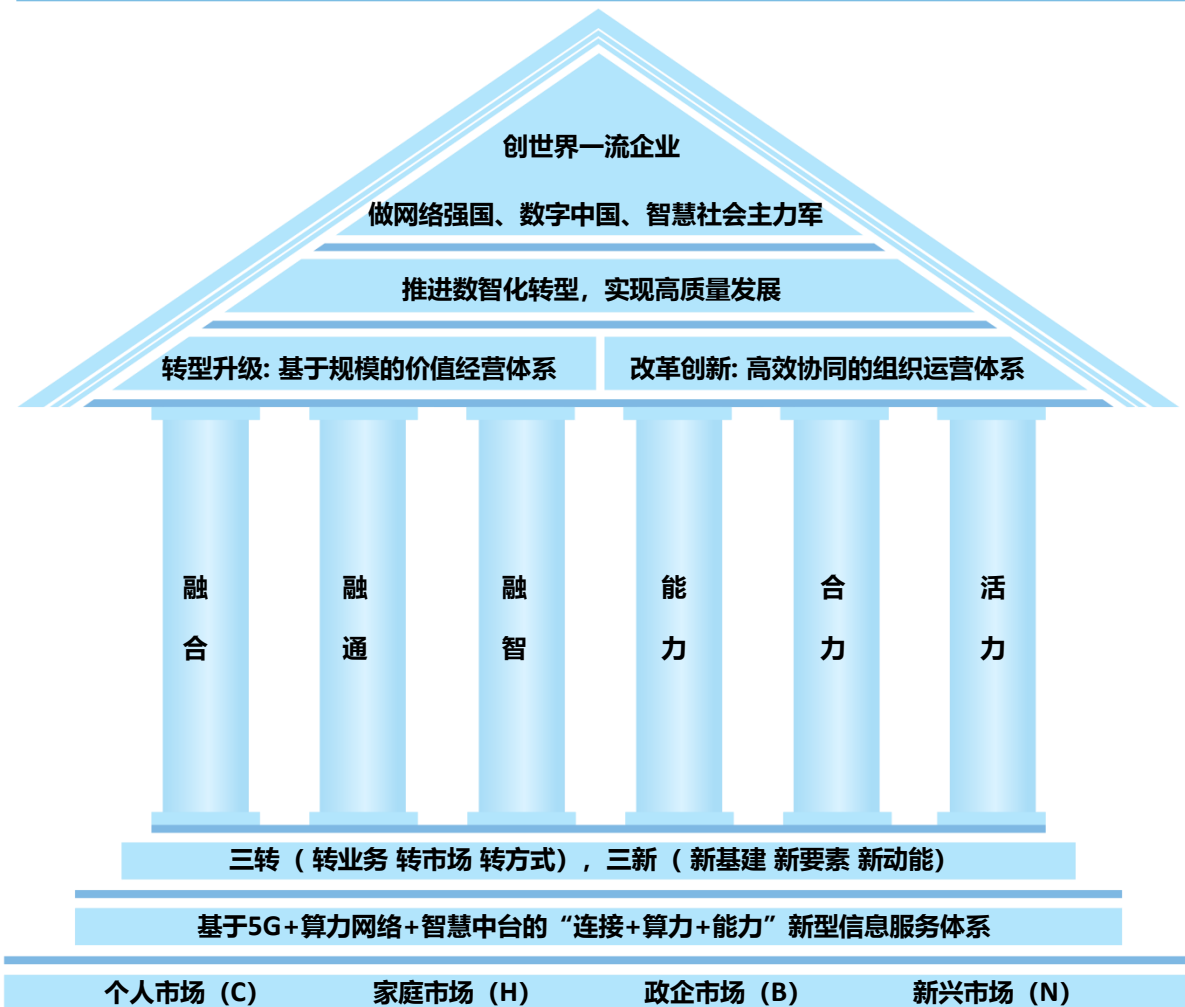 创世界一流企业
做网络强国、数字中国、智慧社会主力军
推进数智化转型，实现高质量发展
转型升级: 基于规模的价值经营体系
改革创新: 高效协同的组织运营体系
融合
融通
融智
能力
合力
活力
三转（ 转业务 转市场 转方式），三新（ 新基建 新要素 新动能）
基于5G+算力网络+智慧中台的“连接+算力+能力”新型信息服务体系
个人市场（C） 家庭市场（H） 政企市场（B） 新兴市场（N）